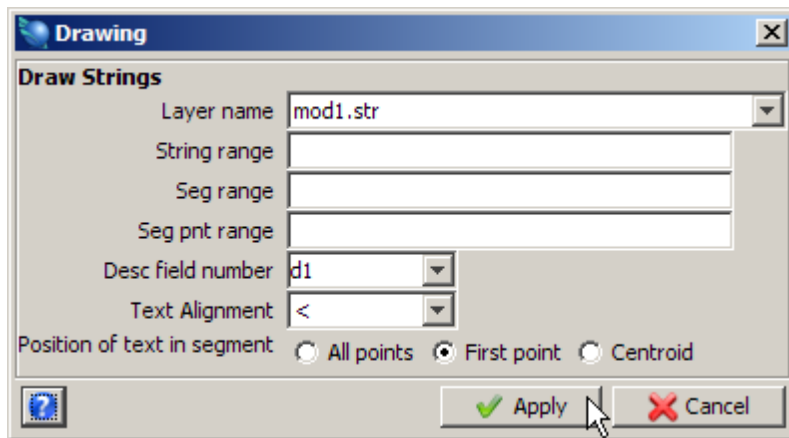 Drawing
Draw Strings
Layer name mod1.str
String range
Seg range
Seg pnt range
Desc field number d1
Text Alignment <
Position of text in segment All points First point Centroid
? Apply Cancel